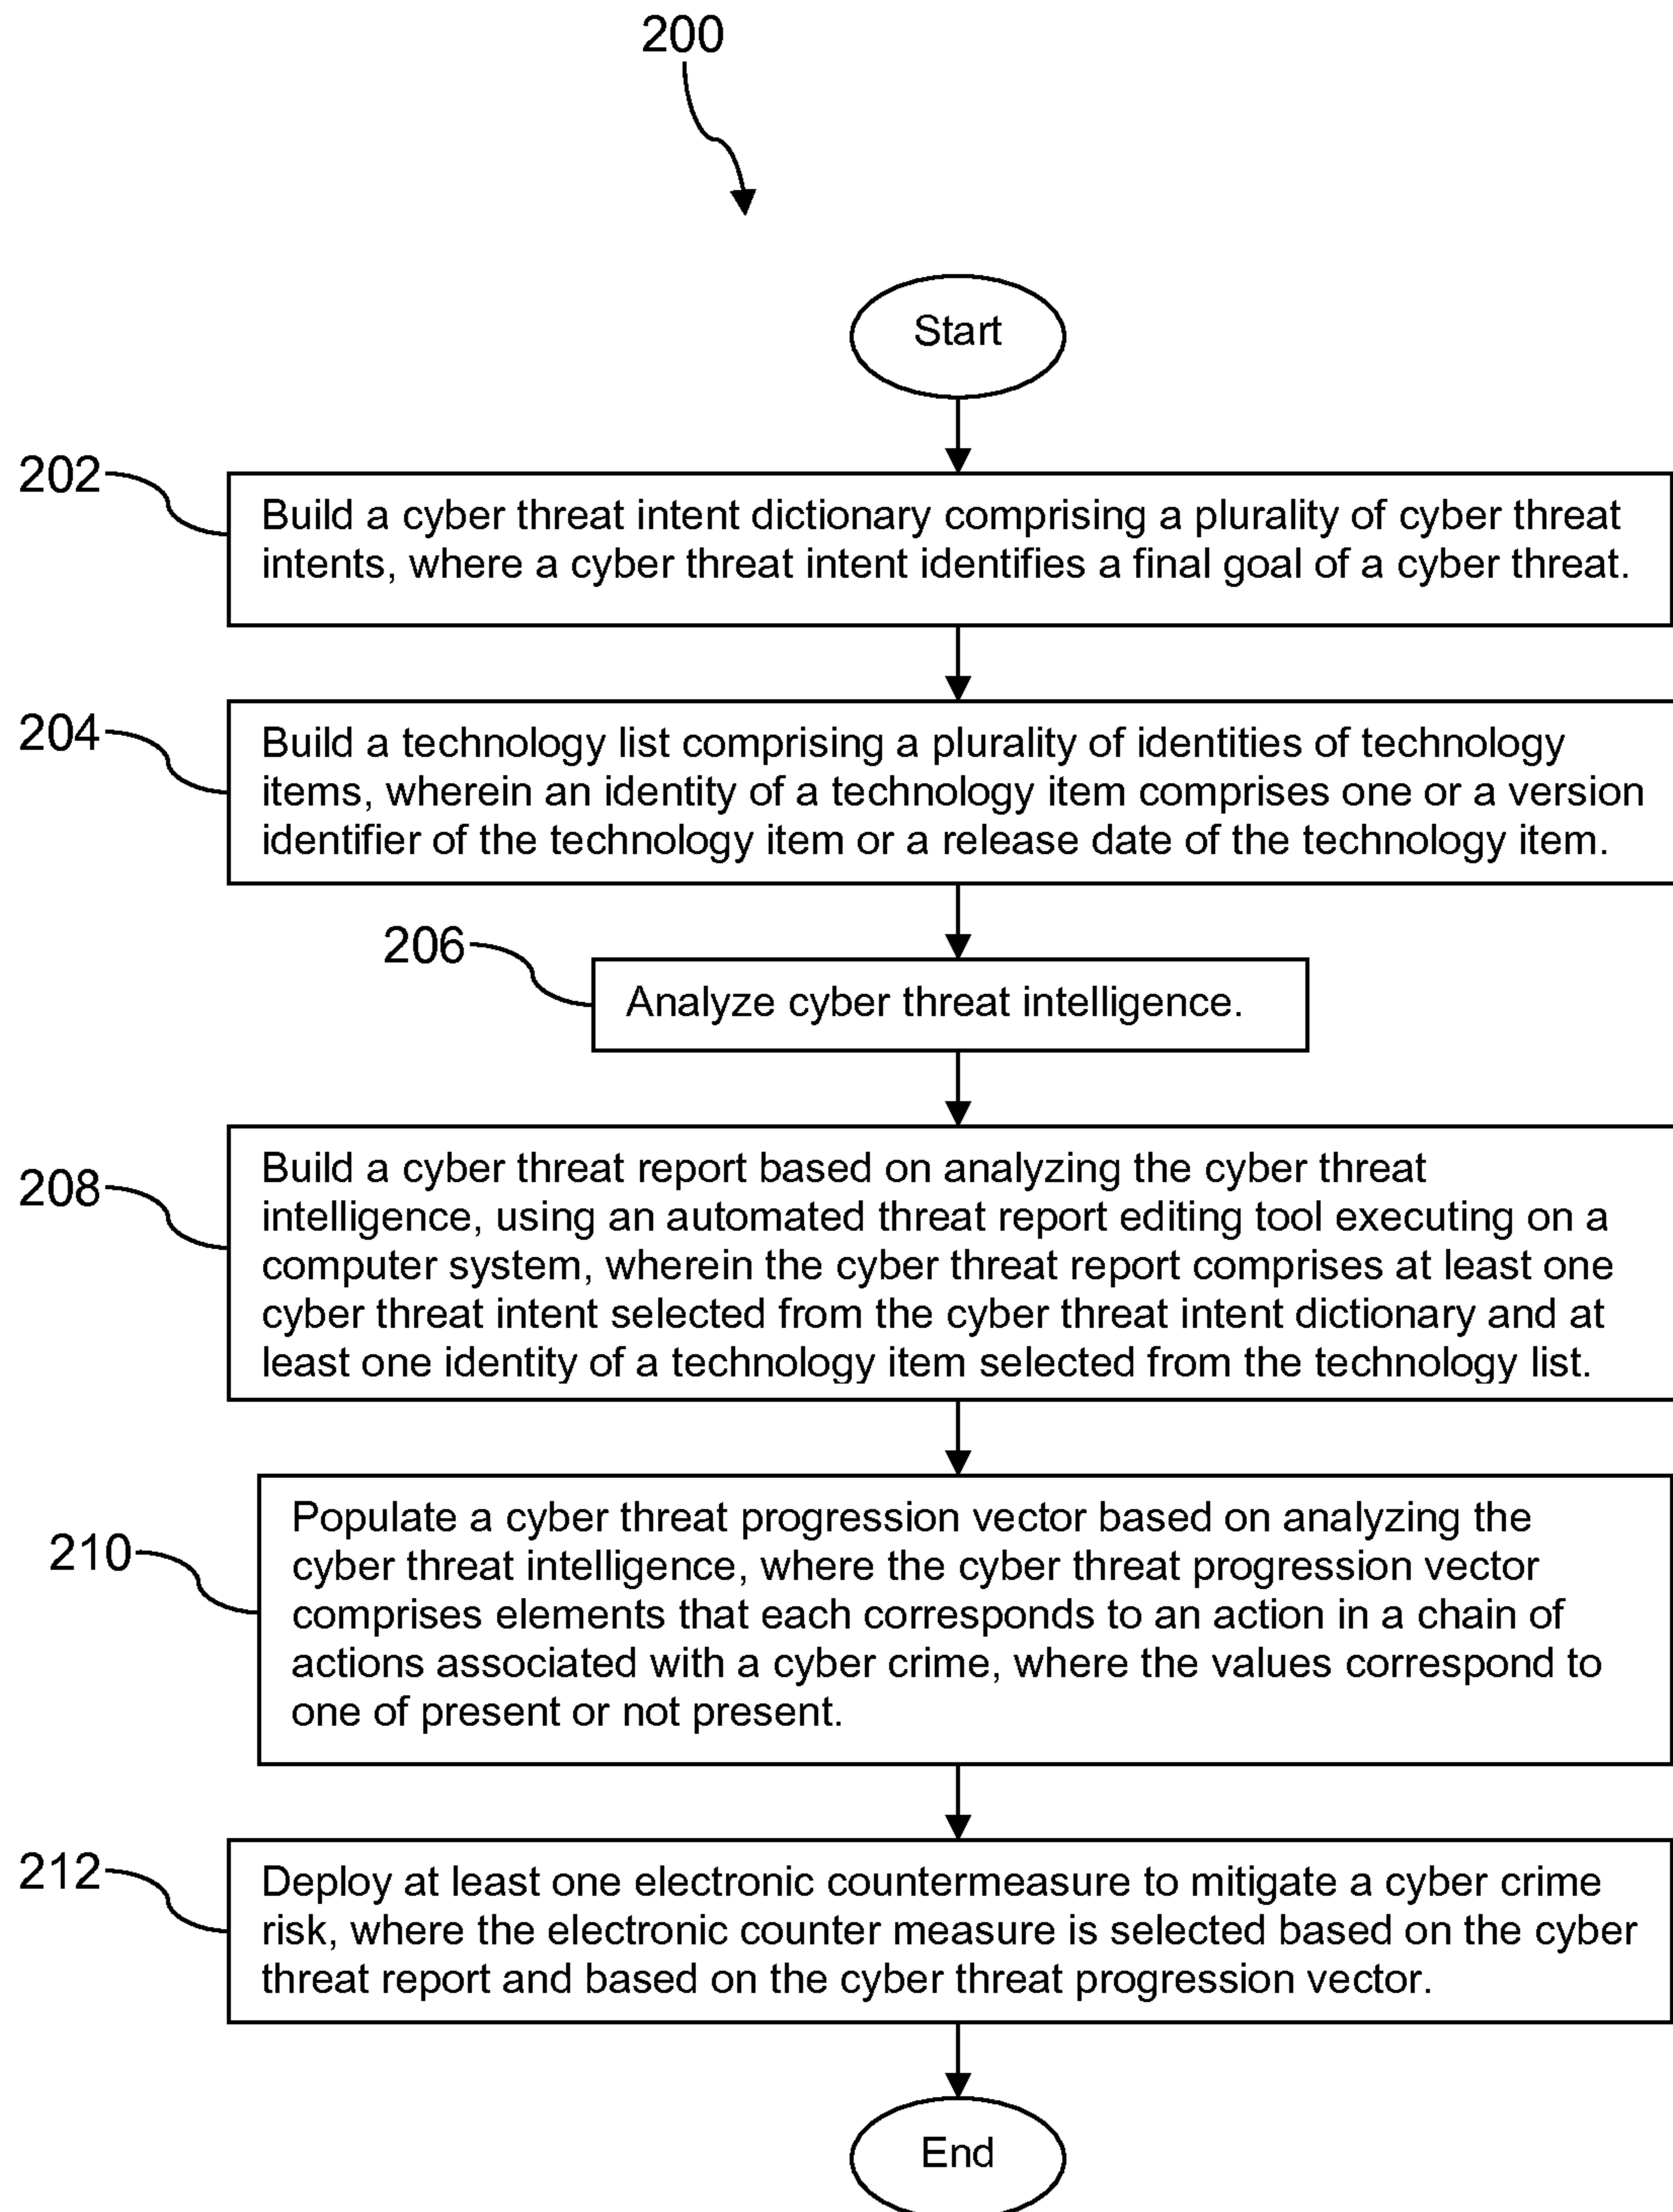 200
Start
202
Build a cyber threat intent dictionary comprising a plurality of cyber threat
intents, where a cyber threat intent identifies a final goal of a cyber threat.
204
Build a technology list comprising a plurality of identities of technology
items, wherein an identity of a technology item comprises one or a version
identifier of the technology item or a release date of the technology item.
206
Analyze cyber threat intelligence.
208
Build a cyber threat report based on analyzing the cyber threat
intelligence, using an automated threat report editing tool executing on a
computer system, wherein the cyber threat report comprises at least one
cyber threat intent selected from the cyber threat intent dictionary and at
least one identity of a technology item selected from the technology list.
210
Populate a cyber threat progression vector based on analyzing the
cyber threat intelligence, where the cyber threat progression vector
comprises elements that each corresponds to an action in a chain of
actions associated with a cyber crime, where the values correspond to
one of present or not present.
212
Deploy at least one electronic countermeasure to mitigate a cyber crime
risk, where the electronic counter measure is selected based on the cyber
threat report and based on the cyber threat progression vector.
End